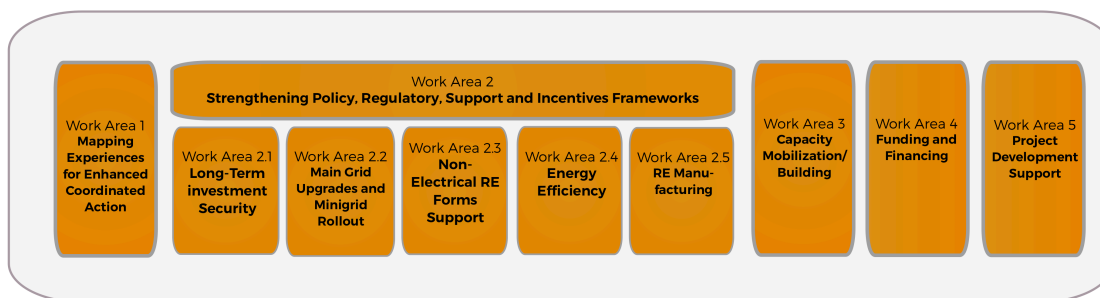 Work Area 1
Mapping
Experiences
for Enhanced
Coordinated
Action
Work Area 2
Strengthening Policy, Regulatory, Support and Incentives Frameworks
Work Area 2.1
Long-Term
investment
Security
Work Area 2.2
Main Grid
Upgrades and
Minigrid
Rollout
Work Area 2.3
Non-
Electrical RE
Forms
Support
Work Area 2.4
Energy
Efficiency
Work Area 2.5
RE Manu-
facturing
Work Area 3
Capacity
Mobilization/
Building
Work Area 4
Funding and
Financing
Work Area 5
Project
Development
Support